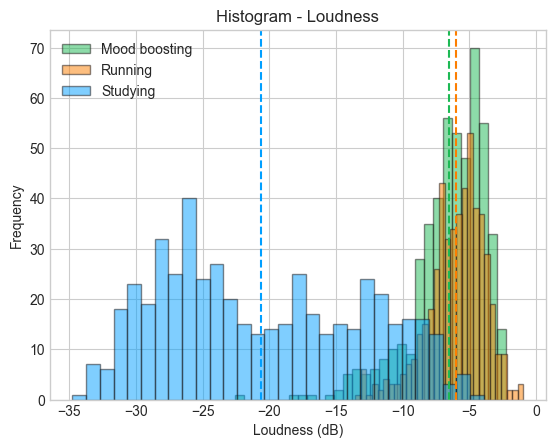 Histogram - Loudness
Mood boosting
Running
Studying
Frequency
70
60
50
40
30
20
10
0
−35
−30
−25
−20
−15
−10
−5
0
Loudness (dB)